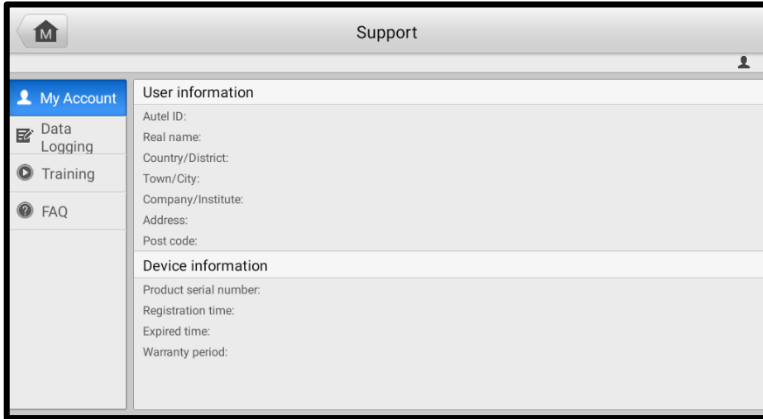 M
Support
My Account
Data
Logging
Training
FAQ
User information
Autel ID:
Real name:
Country/District:
Town/City:
Company/Institute:
Address:
Post code:
Device information
Product serial number:
Registration time:
Expired time:
Warranty period: